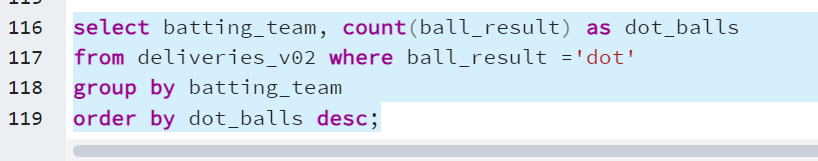 116 select batting_team, count(ball_result) as dot_balls
117 from deliveries_v02 where ball_result ='dot'
118 group by batting_team
119 order by dot_balls desc;